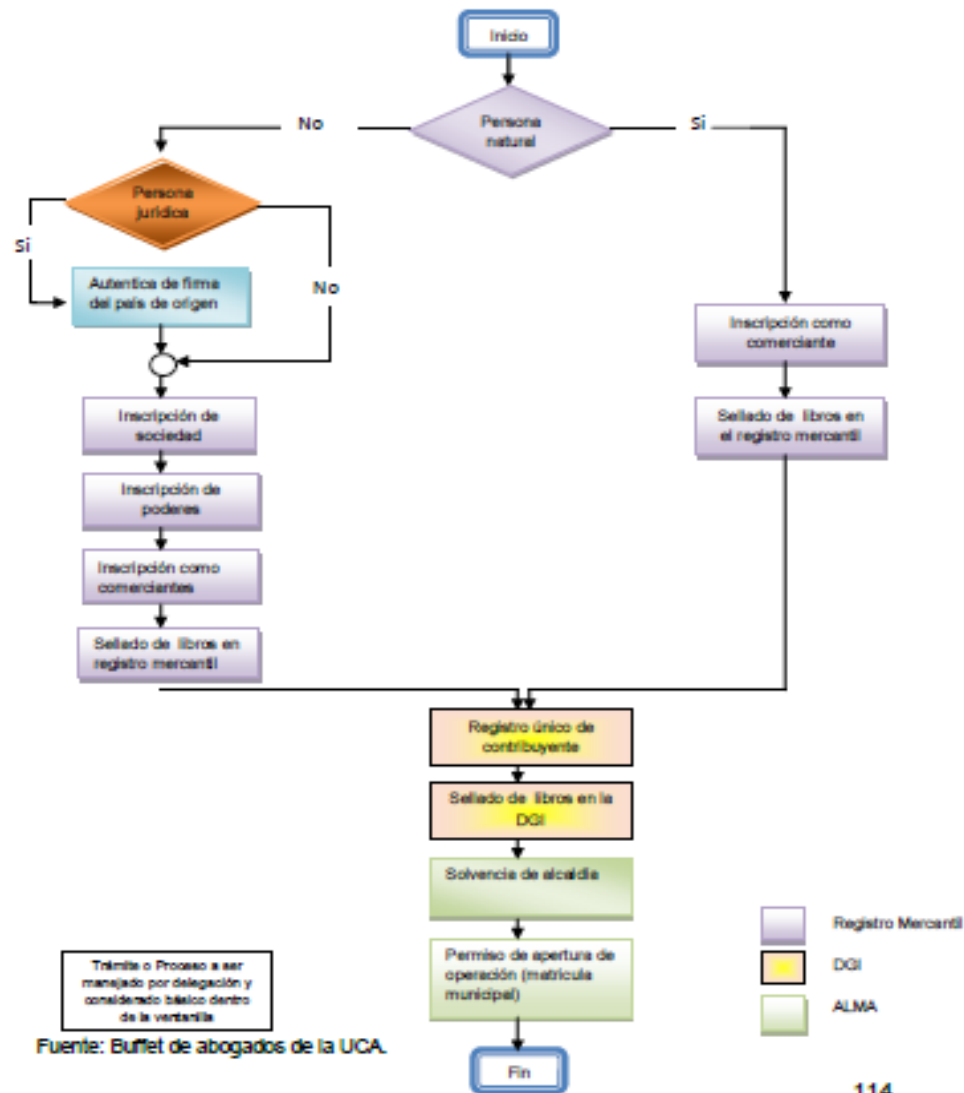 Inicio
Persona
natural
No
Si
Persona
jurídica
Si
No
Autentica de firma
del país de origen
Inscripción de
sociedad
Inscripción de
poderes
Inscripción como
comerciantes
Sellado de libros en
registro mercantil
Inscripción como
comerciante
Sellado de libros en
el registro mercantil
Registro único de
contribuyente
Sellado de libros en la
DGI
Solvencia de alcaldía
Permiso de apertura de
operación (matrícula
municipal)
Fin
Registro Mercantil
DGI
ALMA
Trámite o Proceso a ser
manejado por delegación y
considerado básico dentro
de la ventanilla
Fuente: Buffet de abogados de la UCA.
114